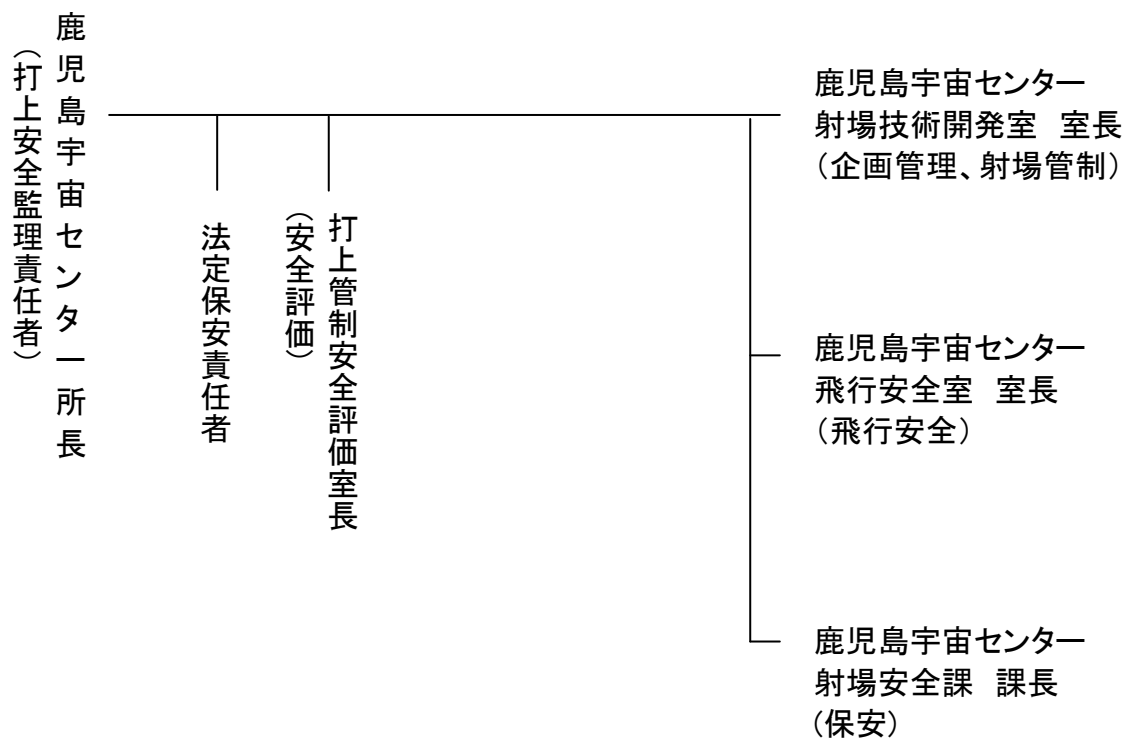 鹿児島宇宙センター所長
（打上安全監理責任者）
法定保安責任者
打上管制安全評価室長
（安全評価）
鹿児島宇宙センター
射場技術開発室　室長
（企画管理、射場管制）
鹿児島宇宙センター
飛行安全室　室長
（飛行安全）
鹿児島宇宙センター
射場安全課　課長
（保安）